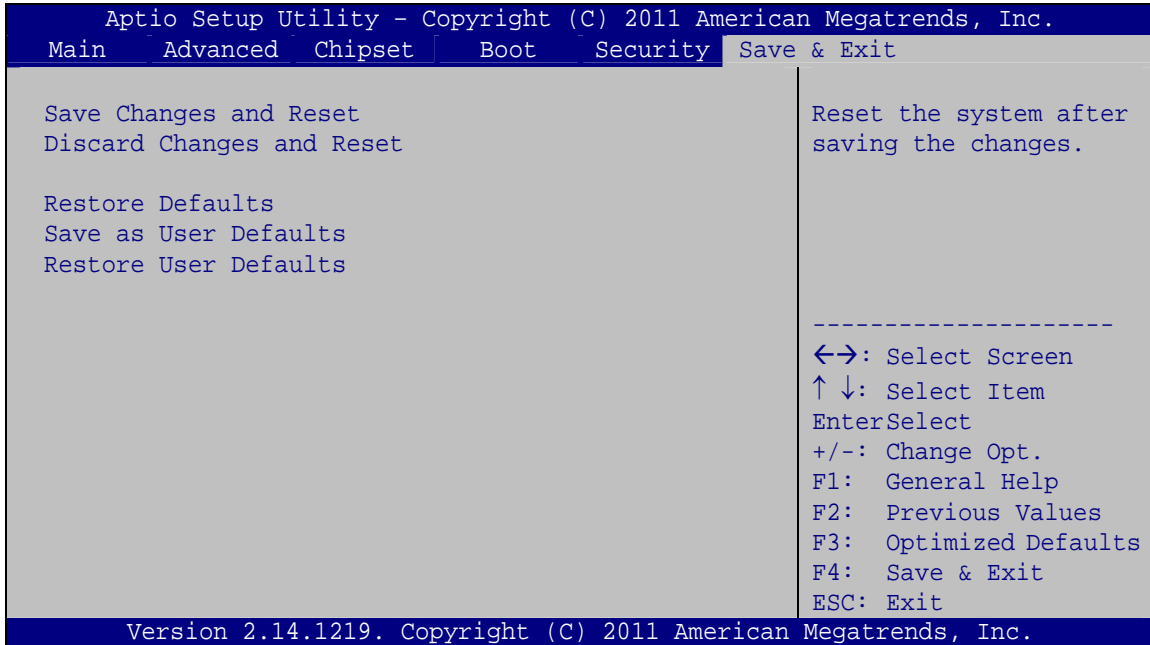 Aptio Setup Utility – Copyright (C) 2011 American Megatrends, Inc.
Main Advanced Chipset Boot Security Save & Exit
Save Changes and Reset
Discard Changes and Reset
Restore Defaults
Save as User Defaults
Restore User Defaults
Reset the system after
saving the changes.
---------------------
←→: Select Screen
↑ ↓: Select Item
EnterSelect
+/-: Change Opt.
F1: General Help
F2: Previous Values
F3: Optimized Defaults
F4: Save & Exit
ESC: Exit
Version 2.14.1219. Copyright (C) 2011 American Megatrends, Inc.